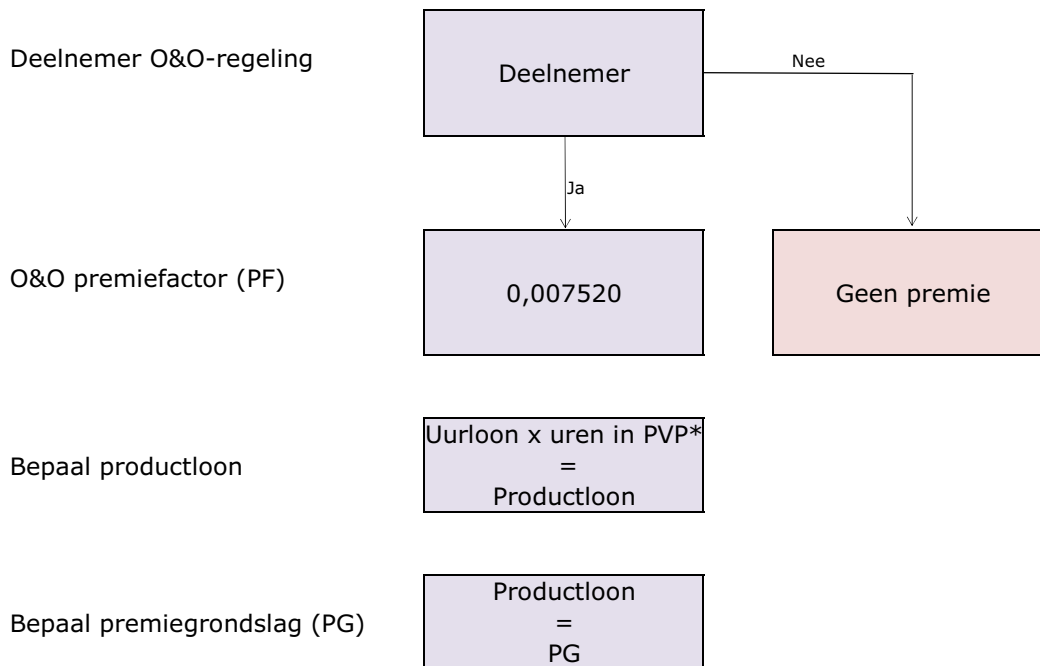 Deelnemer O&O-regeling
Deelnemer
Nee
Ja
O&O premiefactor (PF)
0,007520
Geen premie
Bepaal productloon
Uurloon x uren in PVP*
=
Productloon
Bepaal premiegrondslag (PG)
Productloon
=
PG